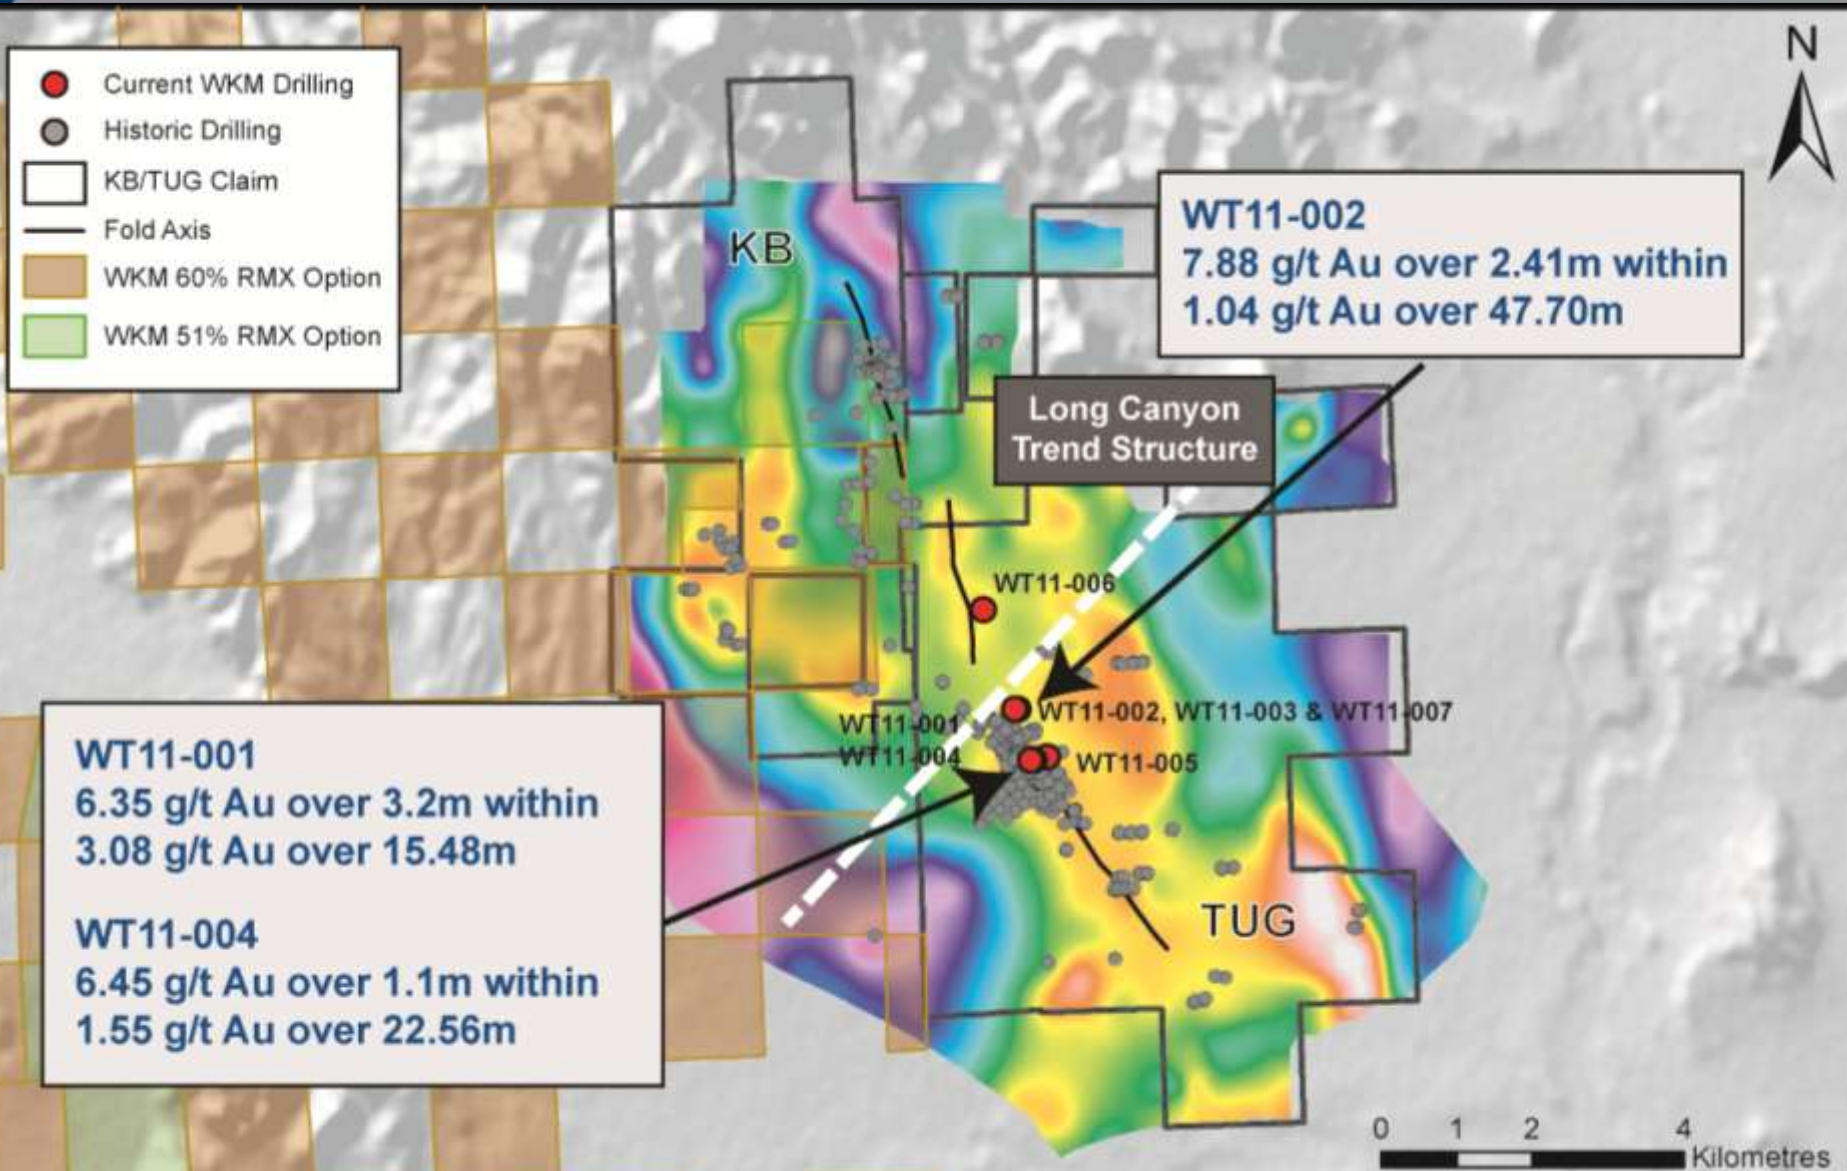 Current WKM Drilling
Historic Drilling
KB/TUG Claim
Fold Axis
WKM 60% RMX Option
WKM 51% RMX Option
N
KB
WT11-002
7.88 g/t Au over 2.41m within
1.04 g/t Au over 47.70m
Long Canyon
Trend Structure
WT11-006
WT11-002, WT11-003 & WT11-007
WT11-001
WT11-004
WT11-005
WT11-001
6.35 g/t Au over 3.2m within
3.08 g/t Au over 15.48m
WT11-004
6.45 g/t Au over 1.1m within
1.55 g/t Au over 22.56m
TUG
0 1 2 4
Kilometres